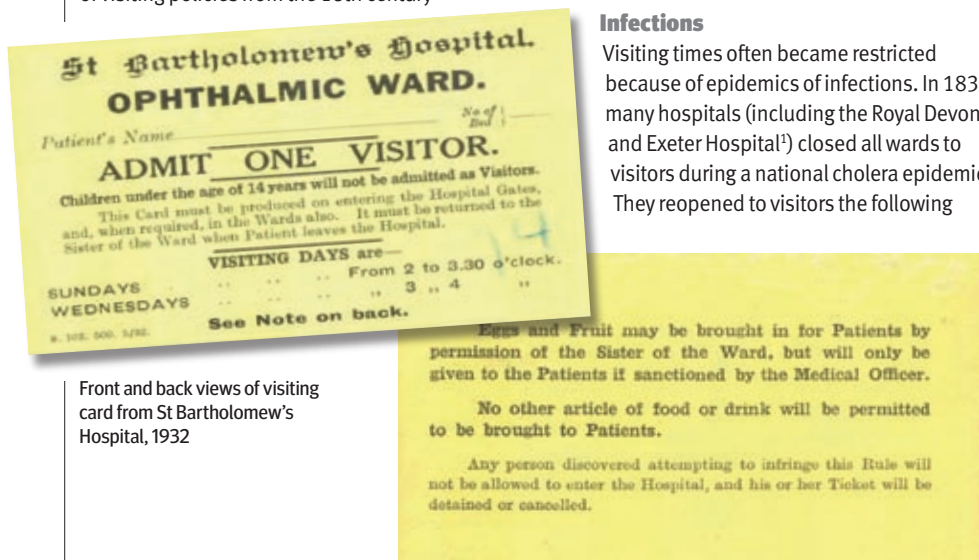 of visiting policies from the 18th century
St Bartholomew's Hospital.
OPHTHALMIC WARD.
Patient's Name
No of
Bed
ADMIT ONE VISITOR.
Children under the age of 14 years will not be admitted as Visitors.
This Card must be produced on entering the Hospital Gates,
and, when required, in the Wards also. It must be returned to the
Sister of the Ward when Patient leaves the Hospital.
14
VISITING DAYS are—
SUNDAYS .. .. .. From 2 to 3.30 o'clock.
WEDNESDAYS .. .. .. „ 3 „ 4 „
See Note on back.
Front and back views of visiting
card from St Bartholomew's
Hospital, 1932
Infections
Visiting times often became restricted
because of epidemics of infections. In 183
many hospitals (including the Royal Devon
and Exeter Hospital¹) closed all wards to
visitors during a national cholera epidemic
They reopened to visitors the following
Eggs and Fruit may be brought in for Patients by
permission of the Sister of the Ward, but will only be
given to the Patients if sanctioned by the Medical Officer.
No other article of food or drink will be permitted
to be brought to Patients.
Any person discovered attempting to infringe this Rule will
not be allowed to enter the Hospital, and his or her Ticket will be
detained or cancelled.